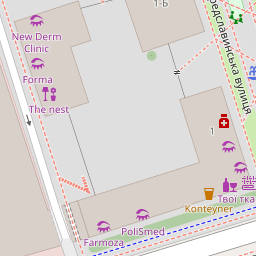 1-Б
New Derm
Clinic
Forma
The nest
1
Твої тка
Konteyner
PoliSmed
Farmoza